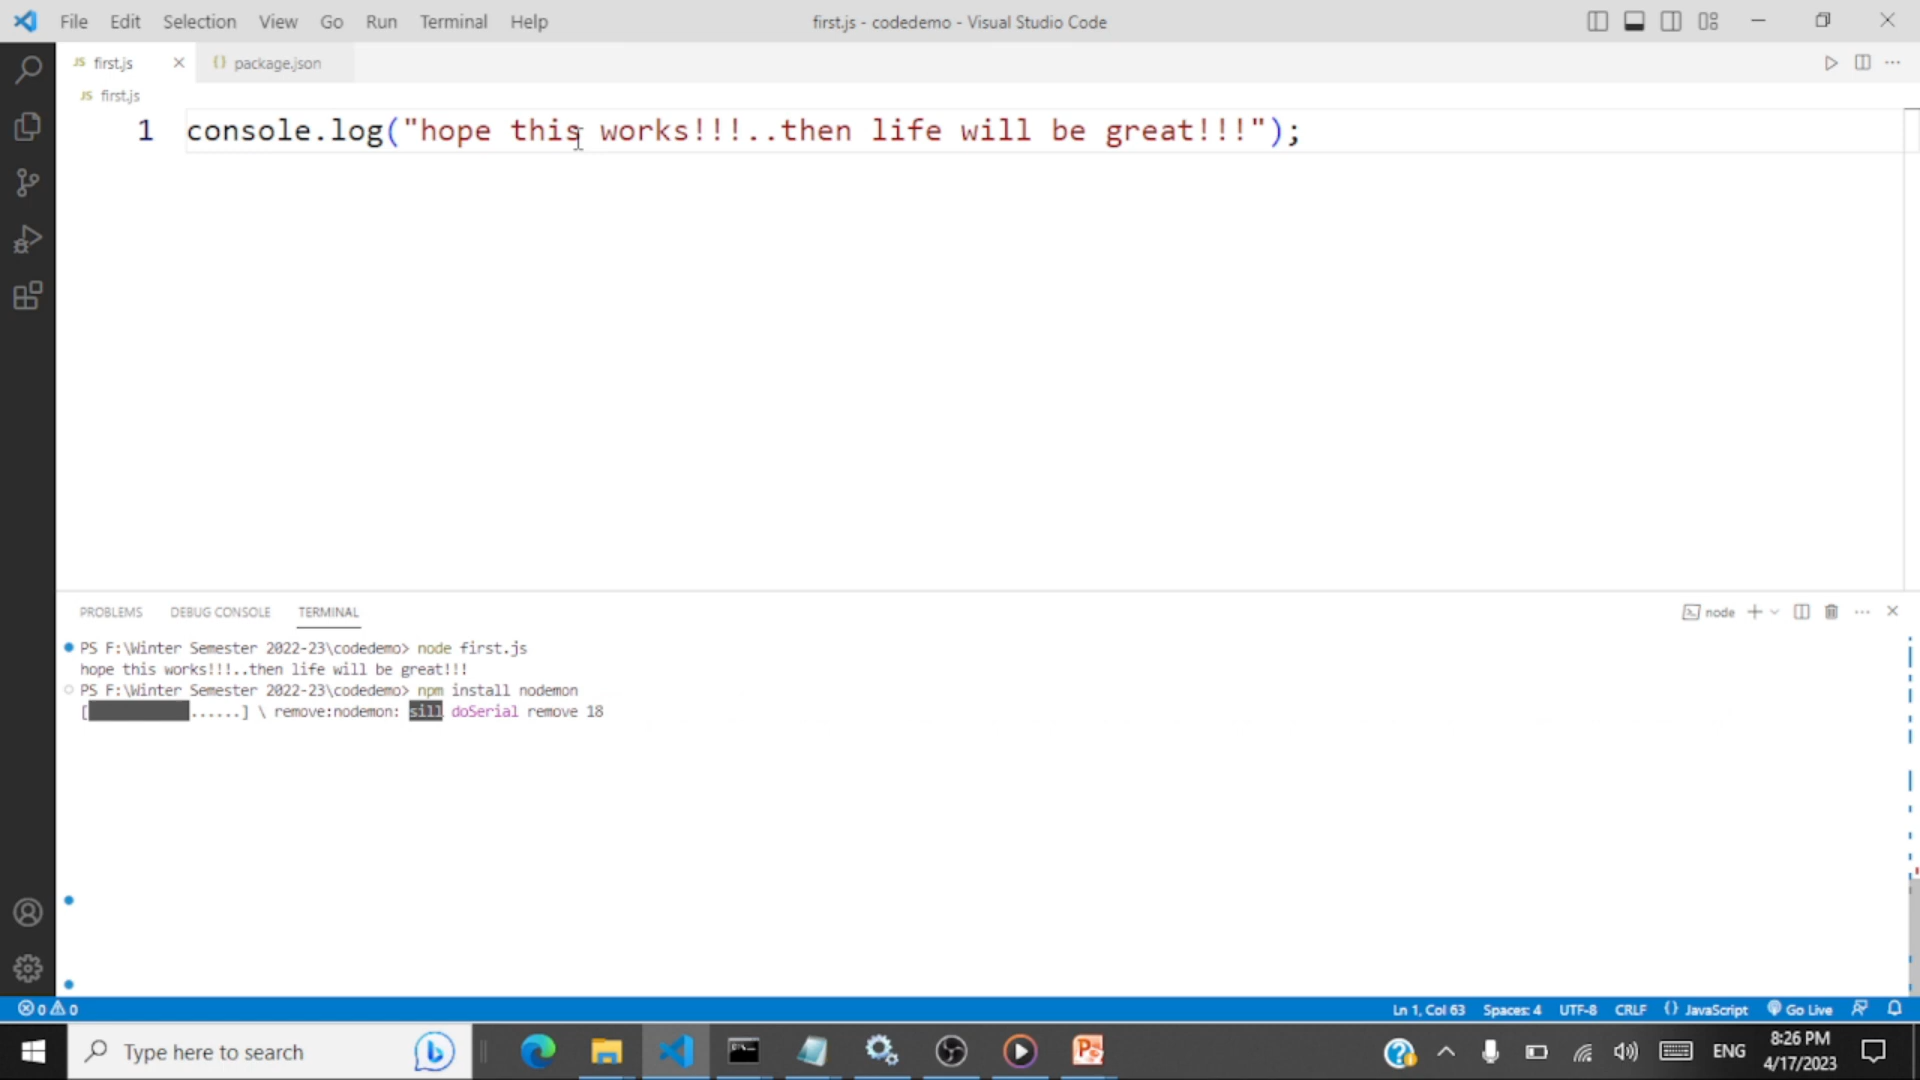 File Edit Selection View Go Run Terminal Help
first.js - codedemo - Visual Studio Code
JS first.js
{} package.json
JS first.js
1 console.log("hope this works!!!..then life will be great!!!");
PROBLEMS DEBUG CONSOLE TERMINAL
node
PS F:\Winter Semester 2022-23\codedemo> node first.js
hope this works!!!..then life will be great!!!
PS F:\Winter Semester 2022-23\codedemo> npm install nodemon
[ ......] \ remove:nodemon: sill doSerial remove 18
0 0
Ln 1, Col 63 Spaces: 4 UTF-8 CRLF {} JavaScript Go Live
Type here to search
ENG
8:26 PM
4/17/2023